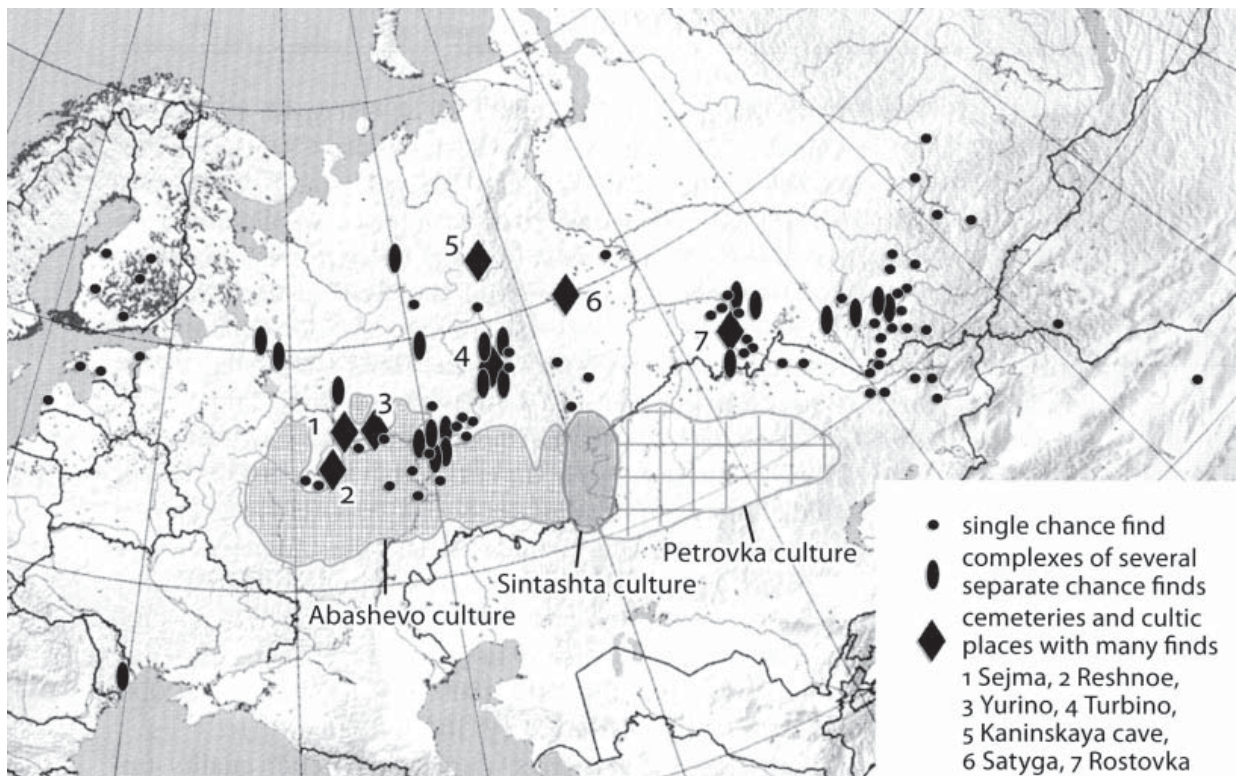 5
6
7
4
3
1
2
Petrovka culture
Sintashta culture
Abashevo culture
single chance find
complexes of several
separate chance finds
cemeteries and cultic
places with many finds
1 Sejma, 2 Reshnoe,
3 Yurino, 4 Turbino,
5 Kaninskaya cave,
6 Satyga, 7 Rostovka